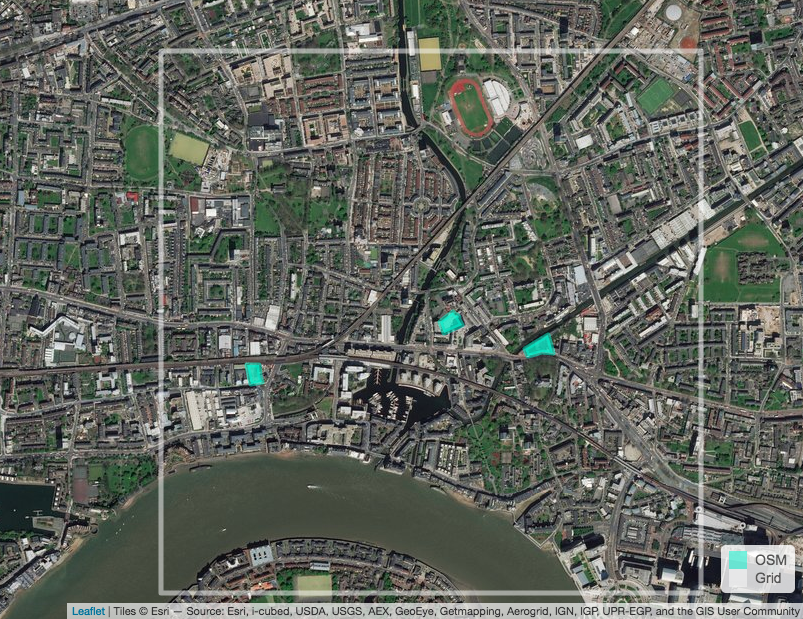 OSM
Grid
Leaflet | Tiles © Esri — Source: Esri, i-cubed, USDA, USGS, AEX, GeoEye, Getmapping, Aerogrid, IGN, IGP, UPR-EGP, and the GIS User Community